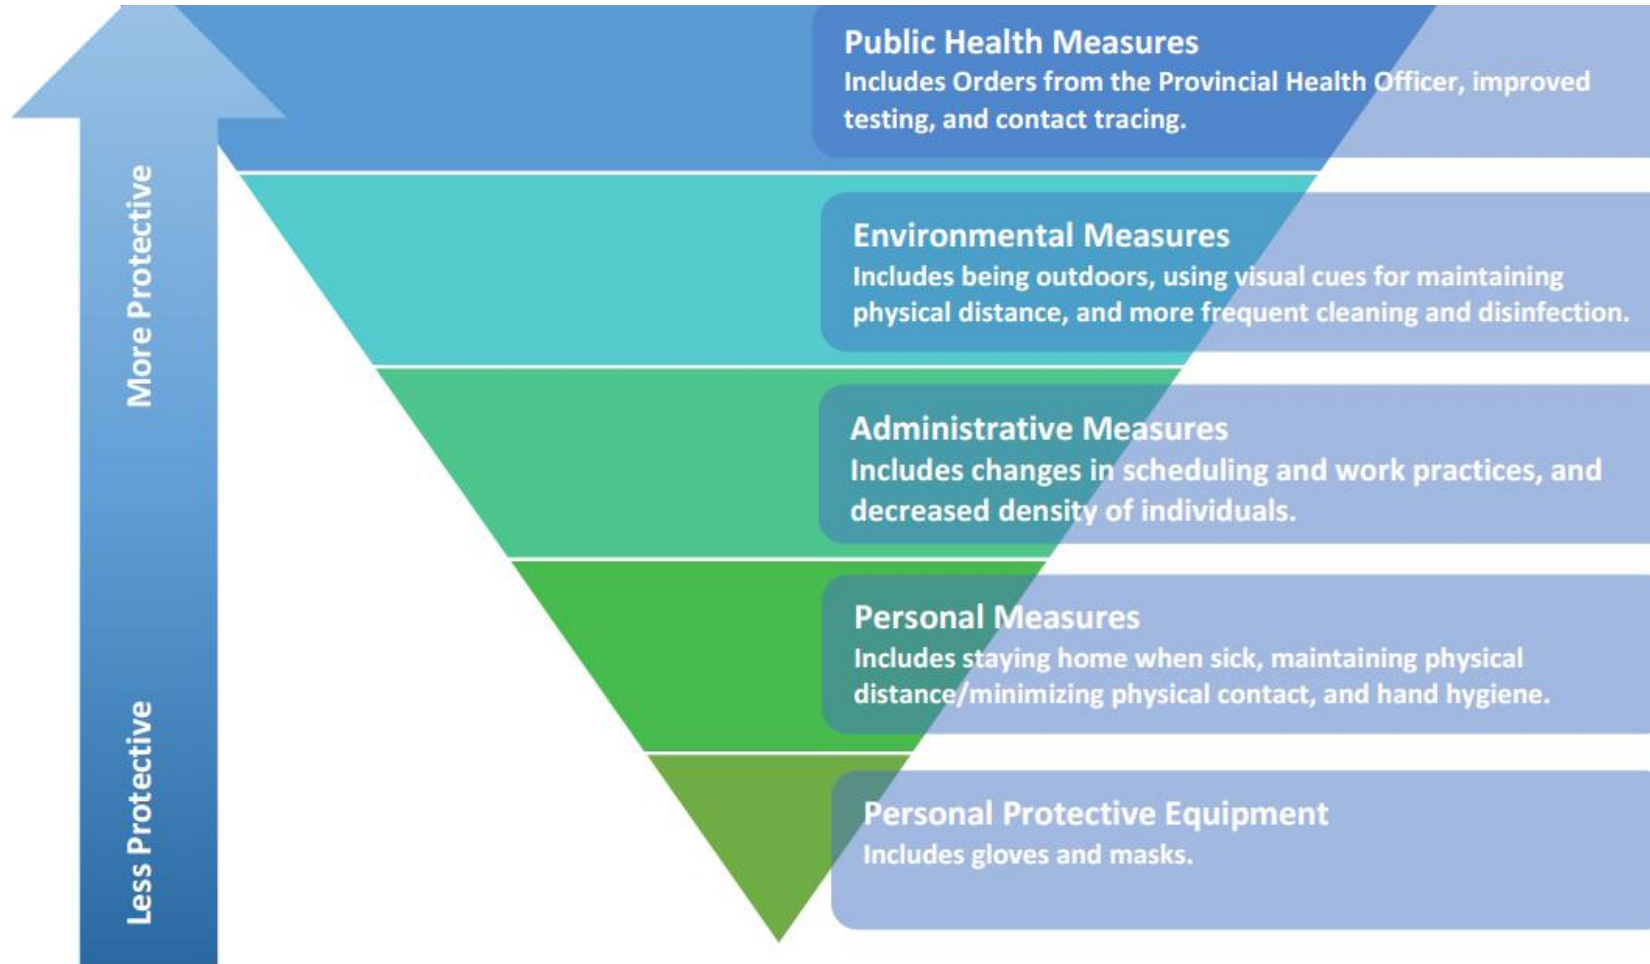 More Protective
Less Protective
Public Health Measures
Includes Orders from the Provincial Health Officer, improved
testing, and contact tracing.
Environmental Measures
Includes being outdoors, using visual cues for maintaining
physical distance, and more frequent cleaning and disinfection.
Administrative Measures
Includes changes in scheduling and work practices, and
decreased density of individuals.
Personal Measures
Includes staying home when sick, maintaining physical
distance/minimizing physical contact, and hand hygiene.
Personal Protective Equipment
Includes gloves and masks.